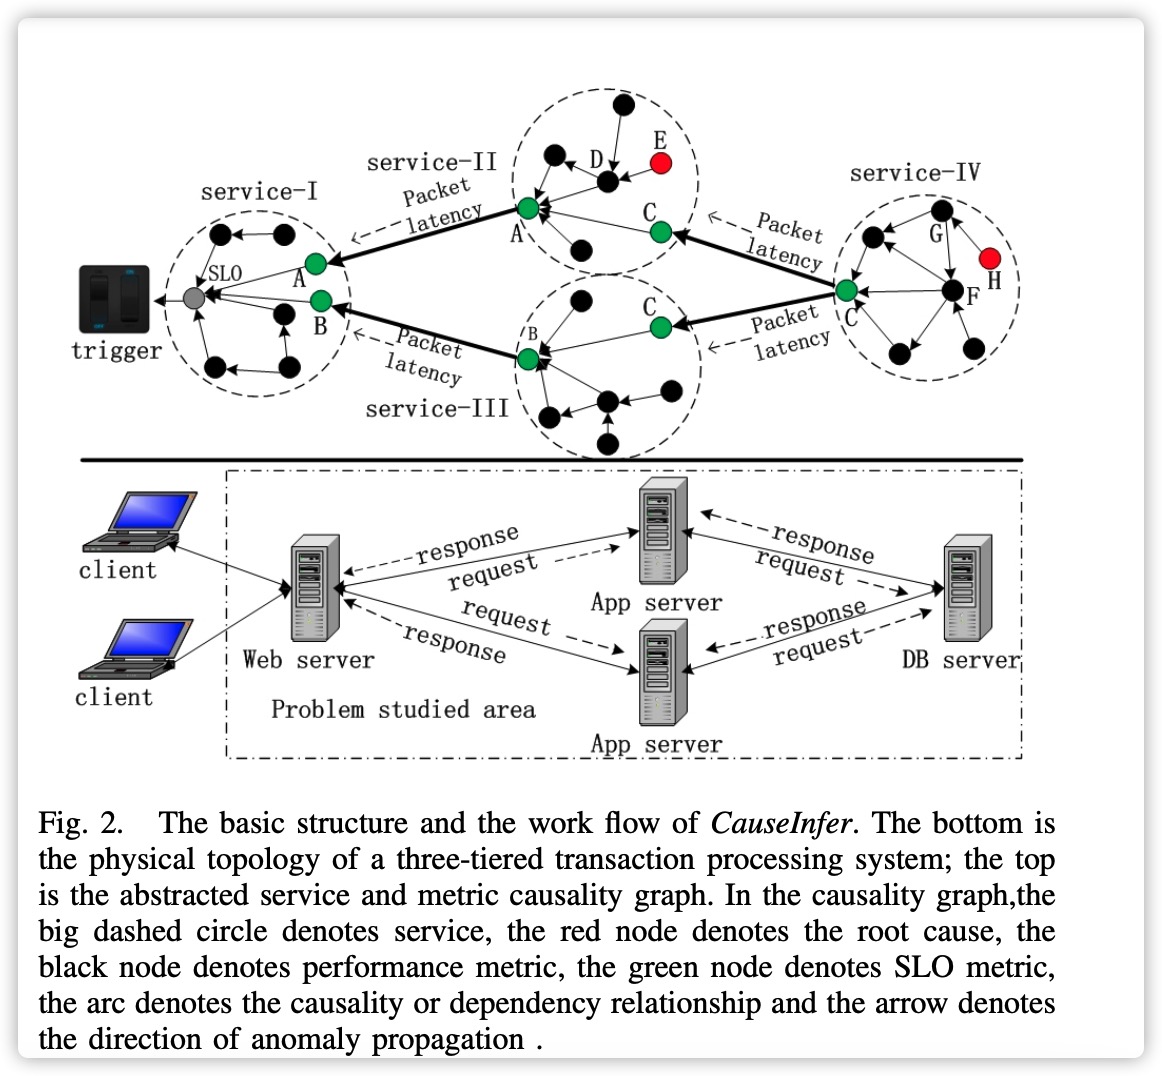 service-I
service-II
service-III
service-IV
Packet
latency
Packet
latency
Packet
latency
Packet
latency
trigger
SLO
A
B
A
D
E
C
B
C
C
G
H
F
client
client
Web server
response
request
request
response
App server
App server
response
request
response
request
DB server
Problem studied area
Fig. 2. The basic structure and the work flow of CauseInfer. The bottom is
the physical topology of a three-tiered transaction processing system; the top
is the abstracted service and metric causality graph. In the causality graph,the
big dashed circle denotes service, the red node denotes the root cause, the
black node denotes performance metric, the green node denotes SLO metric,
the arc denotes the causality or dependency relationship and the arrow denotes
the direction of anomaly propagation .